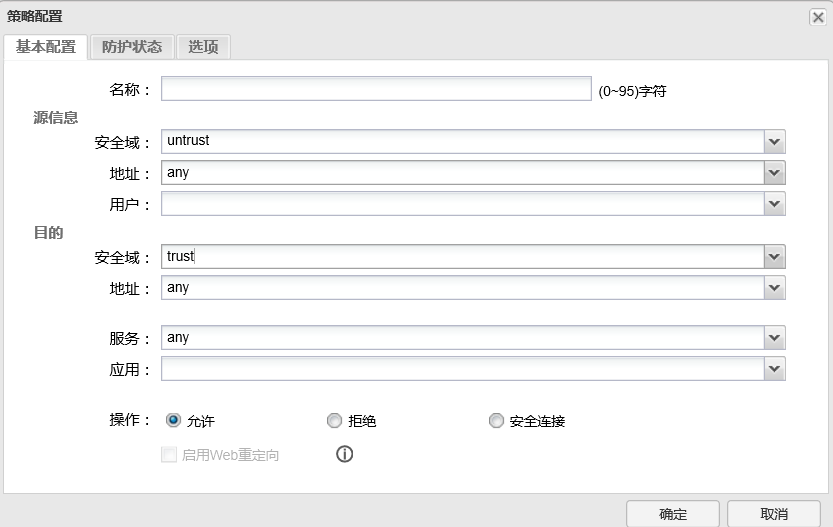 策略配置
基本配置 防护状态 选项
名称： (0~95)字符
源信息
安全域： untrust
地址： any
用户：
目的
安全域： trust
地址： any
服务： any
应用：
操作： 允许 拒绝 安全连接
启用Web重定向
确定 取消